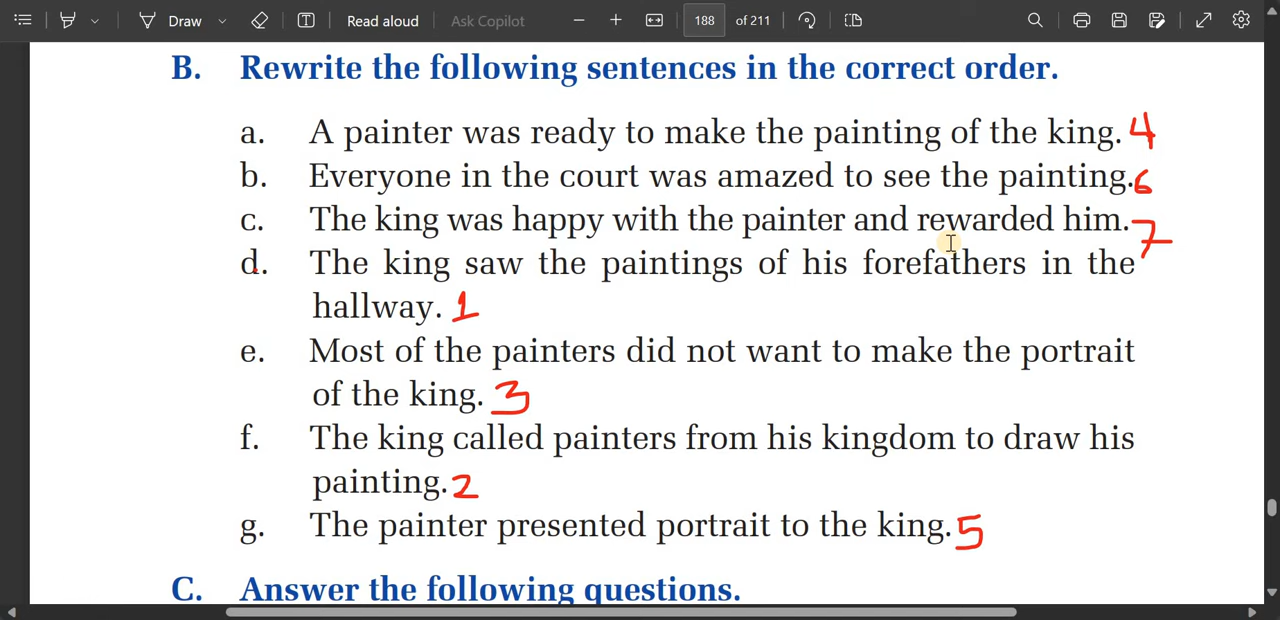 Draw Read aloud Ask Copilot 188 of 211
B. Rewrite the following sentences in the correct order.
a. A painter was ready to make the painting of the king. 4
b. Everyone in the court was amazed to see the painting. 6
c. The king was happy with the painter and rewarded him. 7
d. The king saw the paintings of his forefathers in the
hallway. 1
e. Most of the painters did not want to make the portrait
of the king. 3
f. The king called painters from his kingdom to draw his
painting. 2
g. The painter presented portrait to the king. 5
C. Answer the following questions.